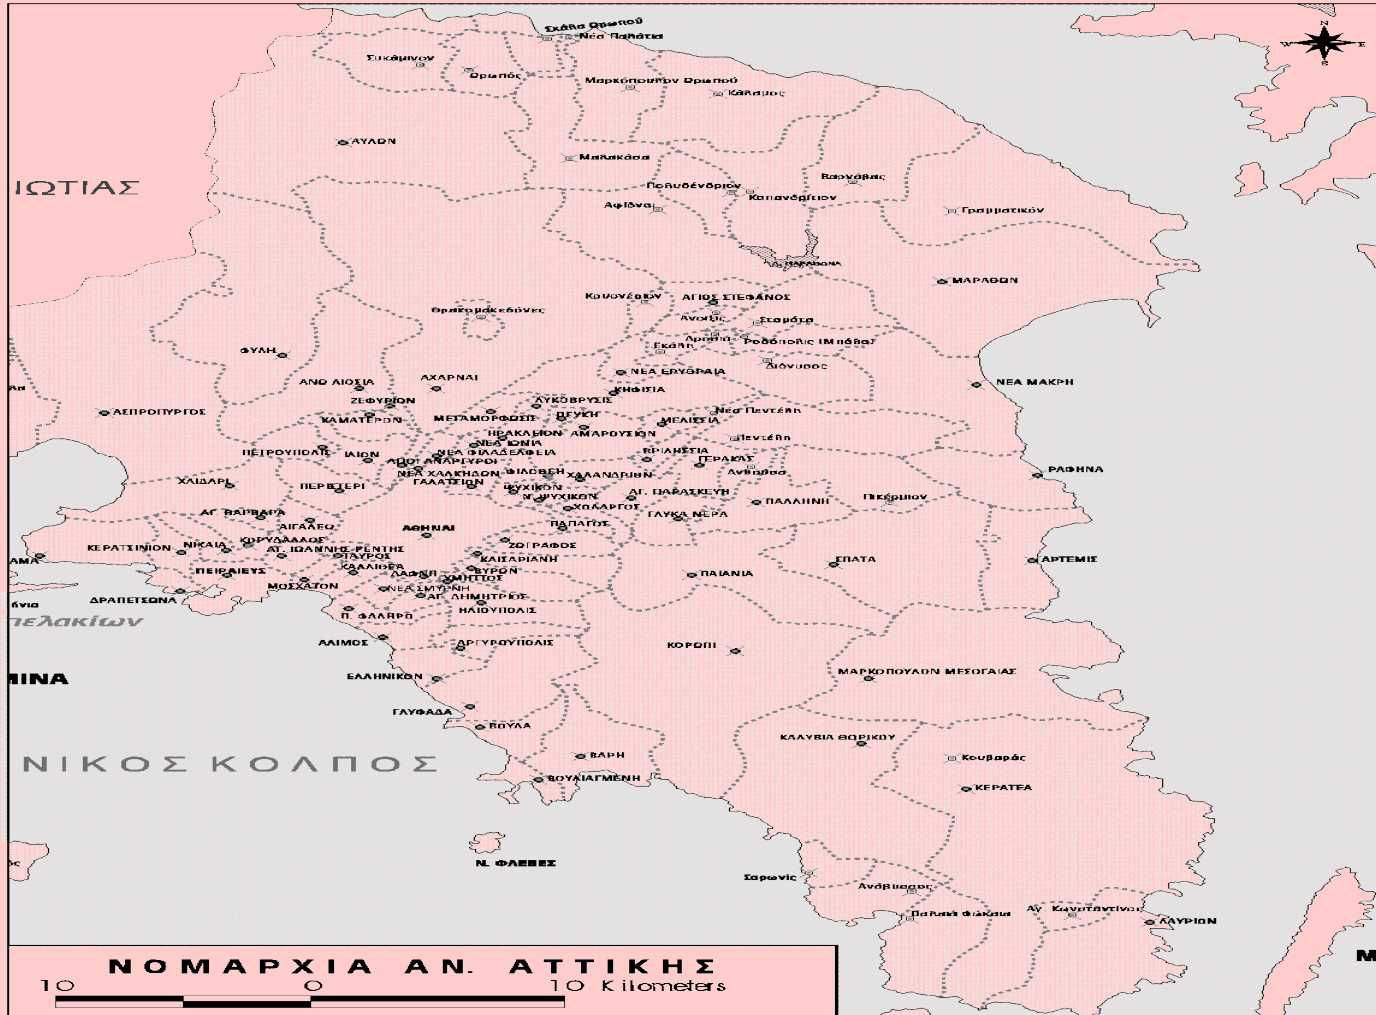 Σκάλα Ωρωπού
Νέα Παλάτια
Συκάμινον
Ωρωπός
Μαρκόπουλον Ωρωπού
Κάλαμος
N
W
E
S
ΑΥΛΩΝ
Μαλακάσα
ΙΩΤΙΑΣ
Πολυδένδριον
Βαρνάβας
Καπανδρίτιον
Αφίδναι
Γραμματικόν
ΜΑΡΑΘΩΝ
Κρυονέριον
ΑΓΙΟΣ ΣΤΕΦΑΝΟΣ
Θρακομακεδόνες
Άνοιξις
Σταμάτα
Δροσιά
Ροδόπολις (Μπάλα)
Εκάλη
ΦΥΛΗ
Διόνυσος
ΝΕΑ ΕΡΥΘΡΑΙΑ
ΑΝΩ ΛΙΟΣΙΑ
ΑΧΑΡΝΑΙ
ΝΕΑ ΜΑΚΡΗ
ΚΗΦΙΣΙΑ
ΖΕΦΥΡΙΟΝ
ΛΥΚΟΒΡΥΣΙΣ
ΑΣΠΡΟΠΥΡΓΟΣ
ΚΑΜΑΤΕΡΟΝ
ΜΕΤΑΜΟΡΦΩΣΙΣ
ΠΕΥΚΗ
Νέα Πεντέλη
ΜΕΛΙΣΣΙΑ
ΗΡΑΚΛΕΙΟΝ
ΑΜΑΡΟΥΣΙΟΝ
Πεντέλη
ΝΕΑ ΙΩΝΙΑ
ΠΕΤΡΟΥΠΟΛΙΣ
ΙΛΙΟΝ
ΝΕΑ ΦΙΛΑΔΕΛΦΕΙΑ
ΒΡΙΛΗΣΣΙΑ
ΓΕΡΑΚΑΣ
ΝΕΑ ΧΑΛΚΗΔΩΝ
ΦΙΛΟΘΕΗ
ΧΑΛΑΝΔΡΙΟΝ
Ανθούσα
ΡΑΦΗΝΑ
ΧΑΙΔΑΡΙ
ΠΕΡΙΣΤΕΡΙ
ΓΑΛΑΤΣΙΟΝ
ΨΥΧΙΚΟΝ
Ν. ΨΥΧΙΚΟΝ
ΑΓ. ΠΑΡΑΣΚΕΥΗ
ΠΑΛΛΗΝΗ
Πικέρμιον
ΧΟΛΑΡΓΟΣ
ΑΓ. ΒΑΡΒΑΡΑ
ΓΛΥΚΑ ΝΕΡΑ
ΑΙΓΑΛΕΩ
ΑΘΗΝΑΙ
ΠΑΠΑΓΟΣ
ΚΟΡΥΔΑΛΛΟΣ
ΚΕΡΑΤΣΙΝΙΟΝ
ΝΙΚΑΙΑ
ΑΓ. ΙΩΑΝΝΗΣ ΡΕΝΤΗΣ
ΖΩΓΡΑΦΟΣ
ΤΑΥΡΟΣ
ΚΑΙΣΑΡΙΑΝΗ
ΣΠΑΤΑ
ΑΡΤΕΜΙΣ
ΑΜΑ
ΠΕΙΡΑΙΕΥΣ
ΚΑΛΛΙΘΕΑ
ΔΑΦΝΗ
ΒΥΡΩΝ
ΥΜΗΤΤΟΣ
ΠΑΙΑΝΙΑ
ΜΟΣΧΑΤΟΝ
ΝΕΑ ΣΜΥΡΝΗ
ΑΓ. ΔΗΜΗΤΡΙΟΣ
ΔΡΑΠΕΤΣΩΝΑ
ΗΛΙΟΥΠΟΛΙΣ
Π. ΦΑΛΗΡΟ
πελακίων
ΑΛΙΜΟΣ
ΑΡΓΥΡΟΥΠΟΛΙΣ
ΚΟΡΩΠΙ
ΜΑΡΚΟΠΟΥΛΟΝ ΜΕΣΟΓΑΙΑΣ
ΜΙΝΑ
ΕΛΛΗΝΙΚΟΝ
ΓΛΥΦΑΔΑ
ΒΟΥΛΑ
ΚΑΛΥΒΙΑ ΘΟΡΙΚΟΥ
ΒΑΡΗ
Κουβαράς
ΝΙΚΟΣ ΚΟΛΠΟΣ
ΒΟΥΛΙΑΓΜΕΝΗ
ΚΕΡΑΤΕΑ
Ν. ΦΛΕΒΕΣ
Σαρωνίς
Ανάβυσσος
Παλαιά Φώκαια
Αγ. Κωνσταντίνος
ΛΑΥΡΙΟΝ
ΝΟΜΑΡΧΙΑ ΑΝ. ΑΤΤΙΚΗΣ
10 0 10 Kilometers